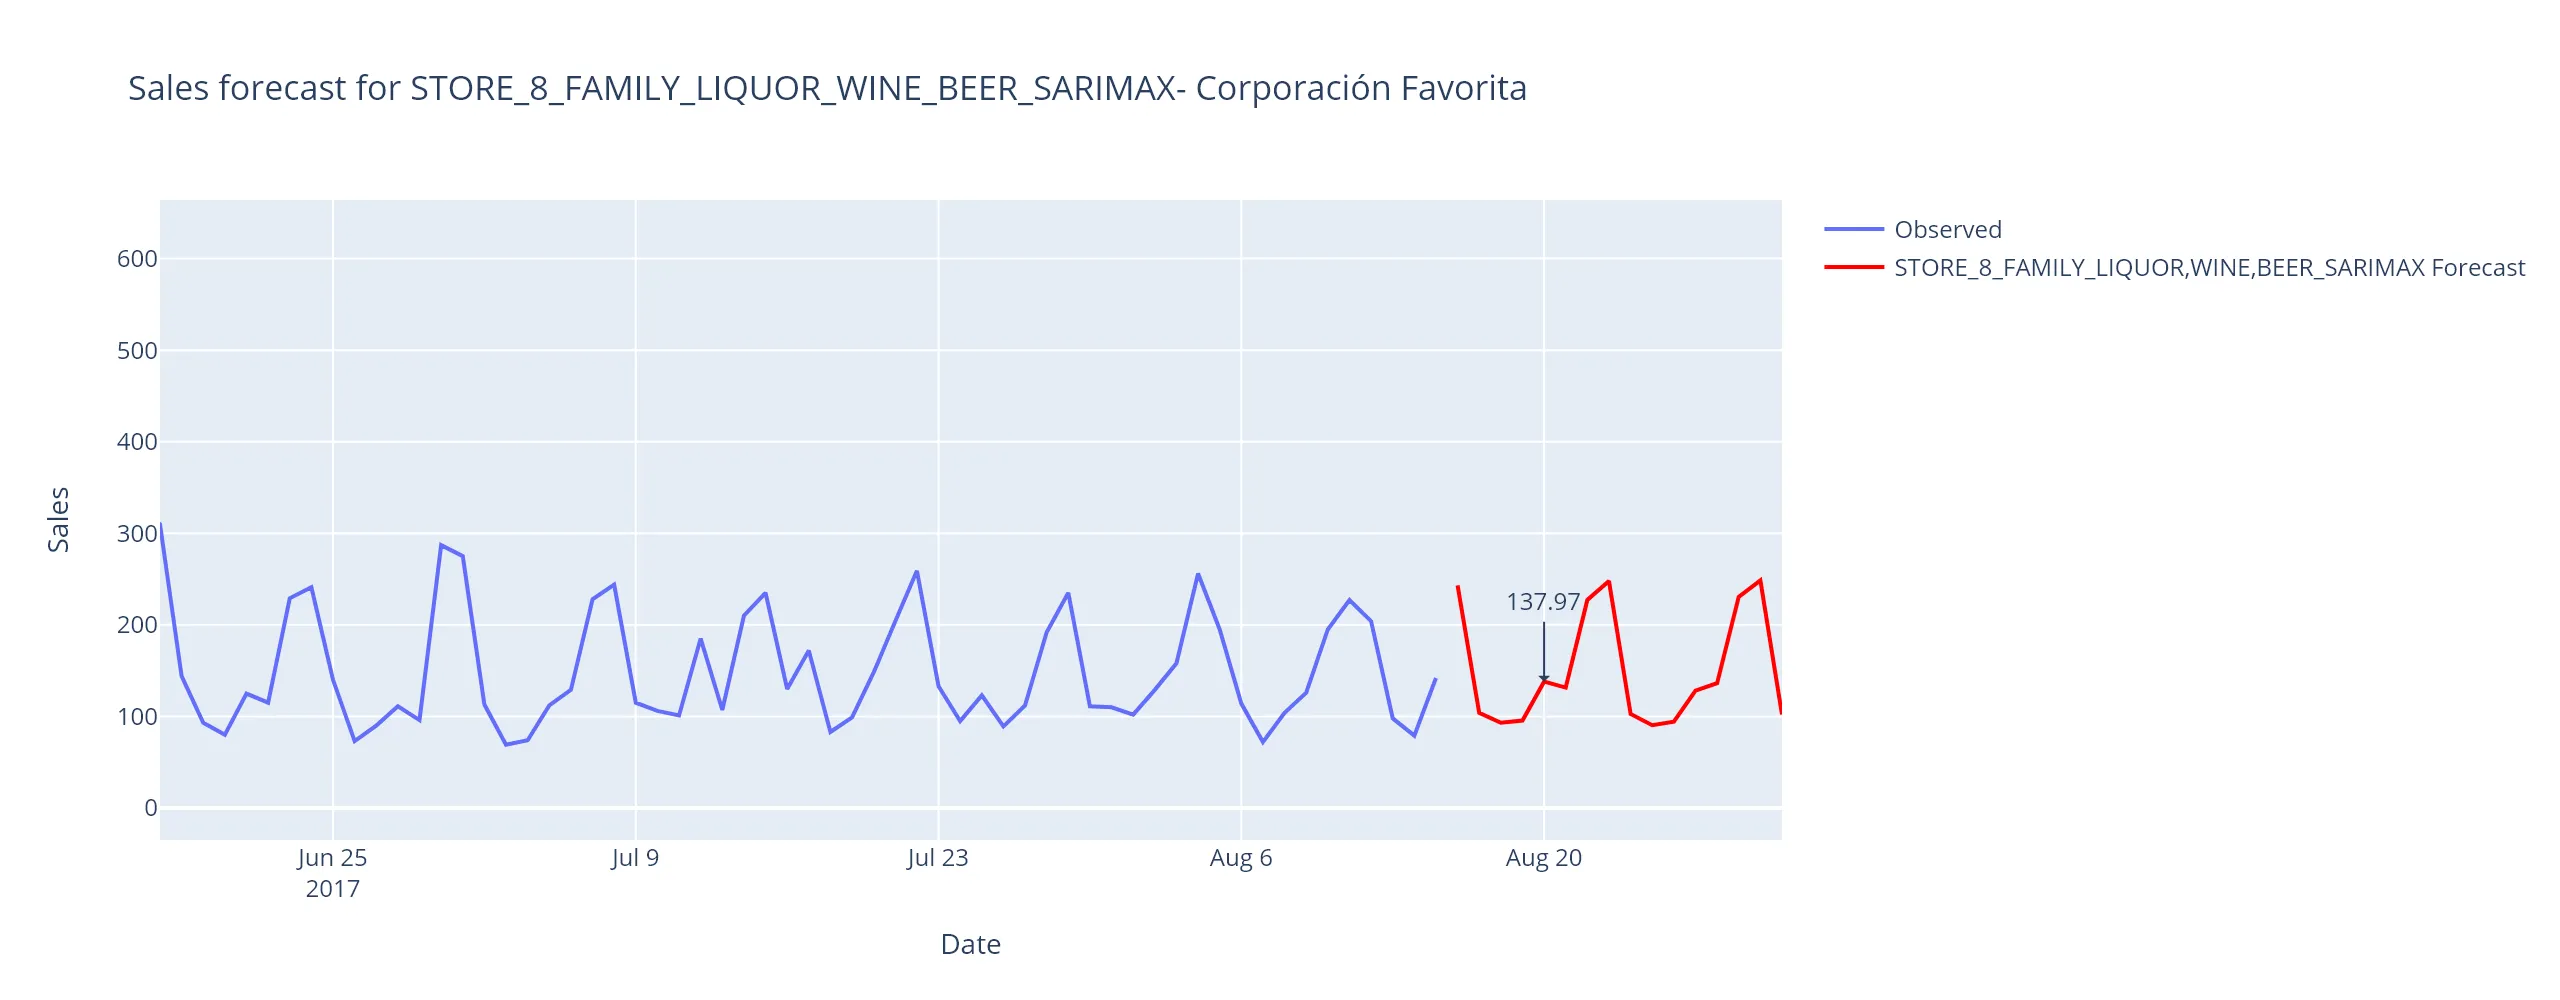 Sales forecast for STORE_8_FAMILY_LIQUOR_WINE_BEER_SARIMAX- Corporación Favorita
Observed
STORE_8_FAMILY_LIQUOR,WINE,BEER_SARIMAX Forecast
600
500
400
300
200
100
0
Sales
137.97
Jun 25
2017
Jul 9
Jul 23
Aug 6
Aug 20
Date